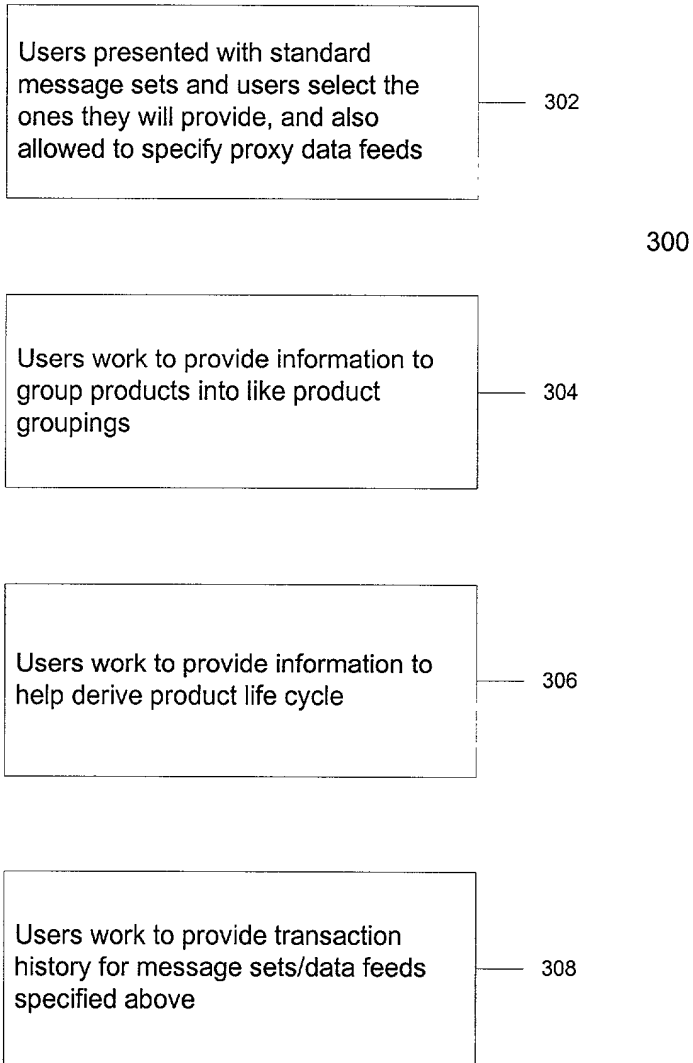 Users presented with standard
message sets and users select the
ones they will provide, and also
allowed to specify proxy data feeds
302
300
Users work to provide information to
group products into like product
groupings
304
Users work to provide information to
help derive product life cycle
306
Users work to provide transaction
history for message sets/data feeds
specified above
308